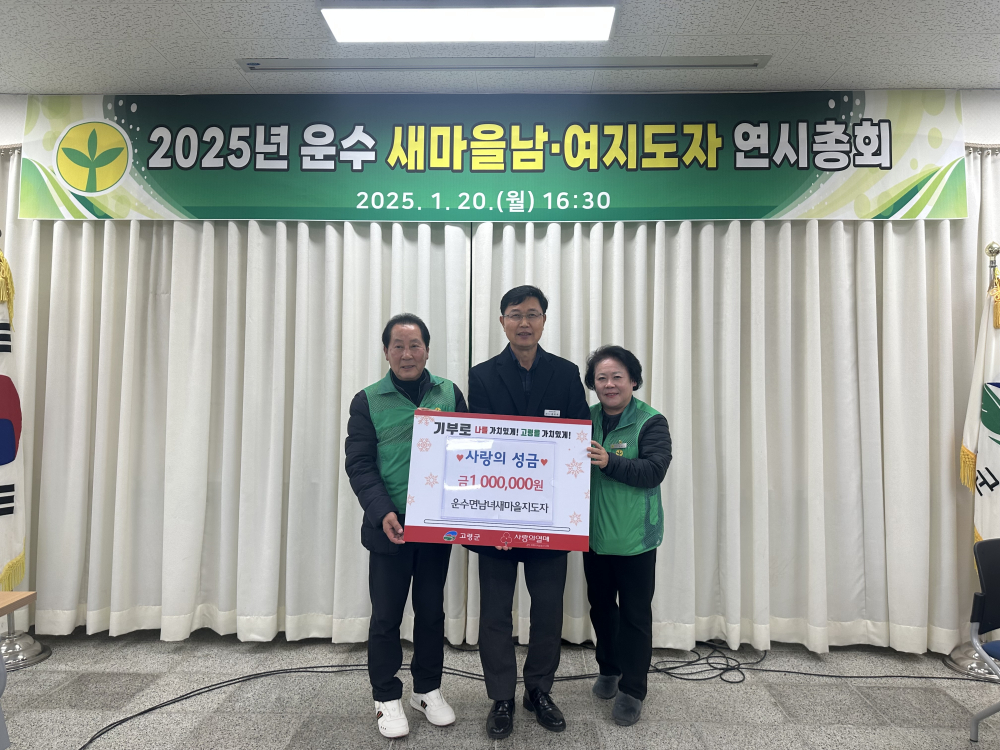 2025년 운수 새마을남·여지도자 연시총회
2025. 1. 20.(월) 16:30
기부로 나를 가치있게! 고령을 가치있게!
♥사랑의 성금♥
금1,000,000원
운수면남녀새마을지도자
고령군 사랑의열매